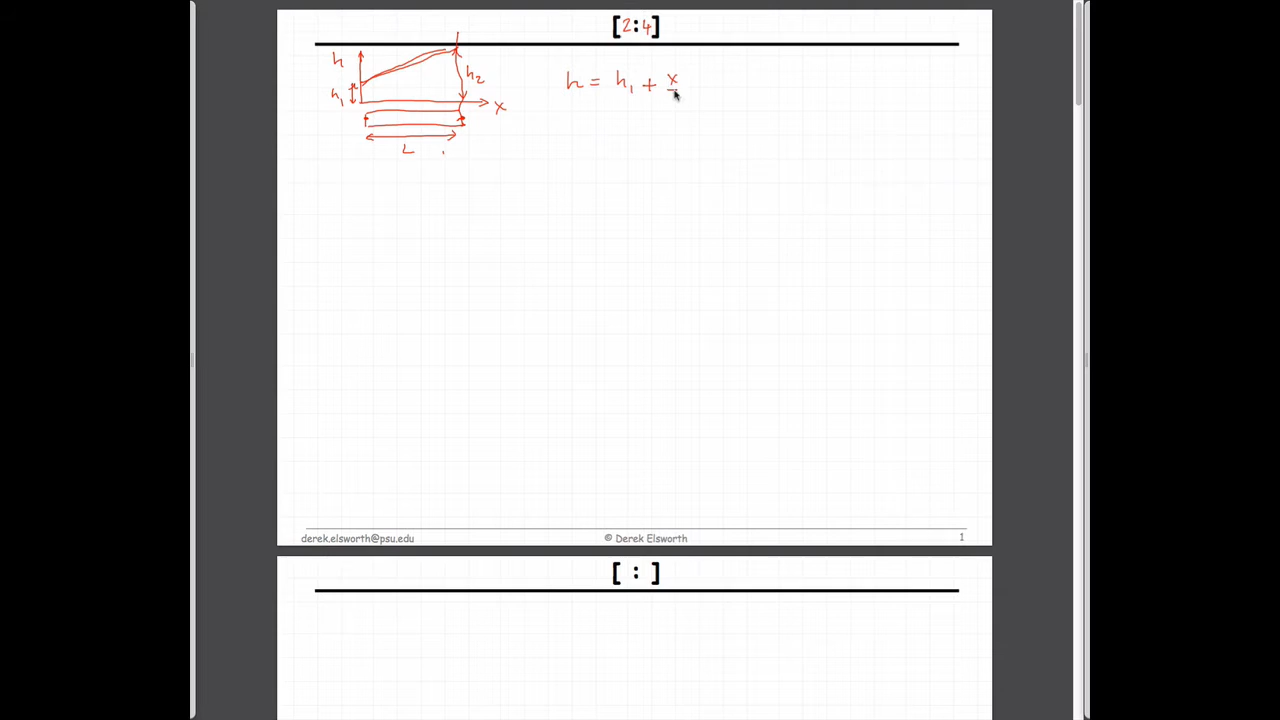 [2:4]
h
h₁
h₂
x
L
h = h₁ + x
derek.elsworth@psu.edu
© Derek Elsworth
1
[ : ]